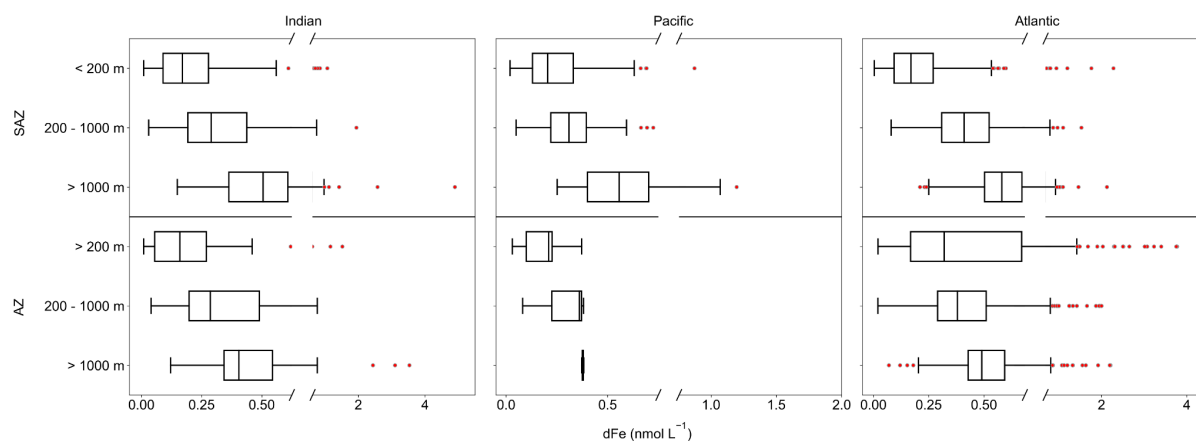 Indian Pacific Atlantic
SAZ
< 200 m
200 - 1000 m
> 1000 m
AZ
> 200 m
200 - 1000 m
> 1000 m
0.00 0.25 0.50 2 4 0.0 0.5 1.0 2.0 0.00 0.25 0.50 2 4
dFe (nmol L⁻¹)